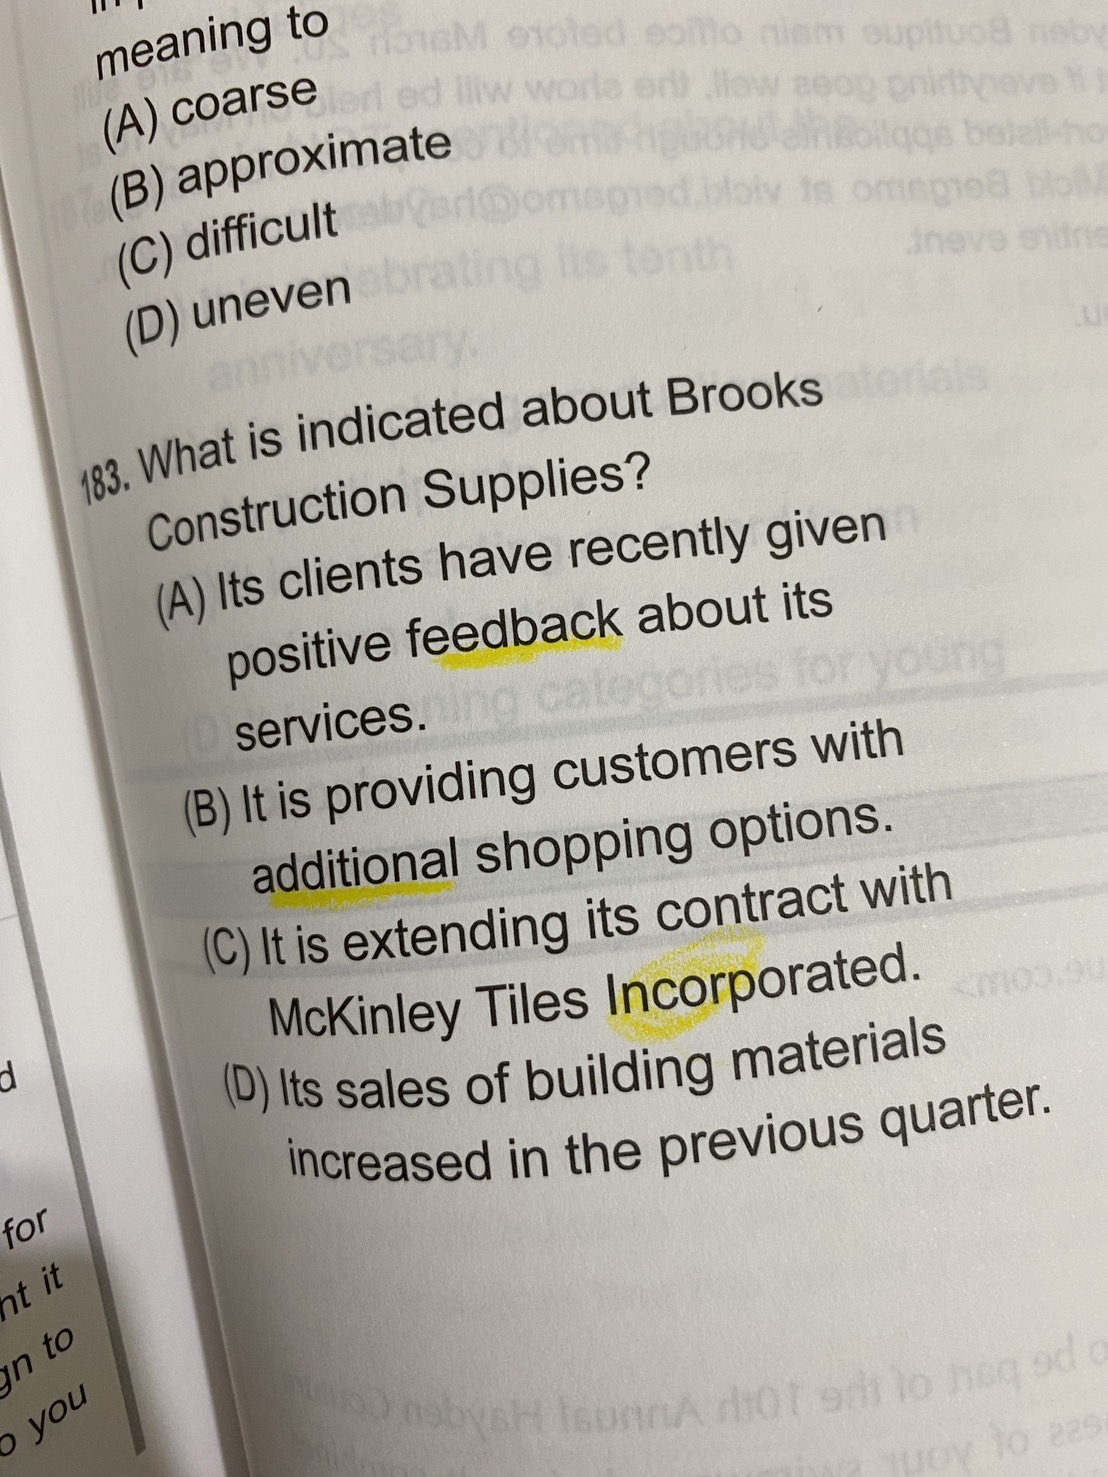 meaning to
(A) coarse
(B) approximate
(C) difficult
(D) uneven
183. What is indicated about Brooks
Construction Supplies?
(A) Its clients have recently given
positive feedback about its
services.
(B) It is providing customers with
additional shopping options.
(C) It is extending its contract with
McKinley Tiles Incorporated.
(D) Its sales of building materials
increased in the previous quarter.
d
for
it
to
you